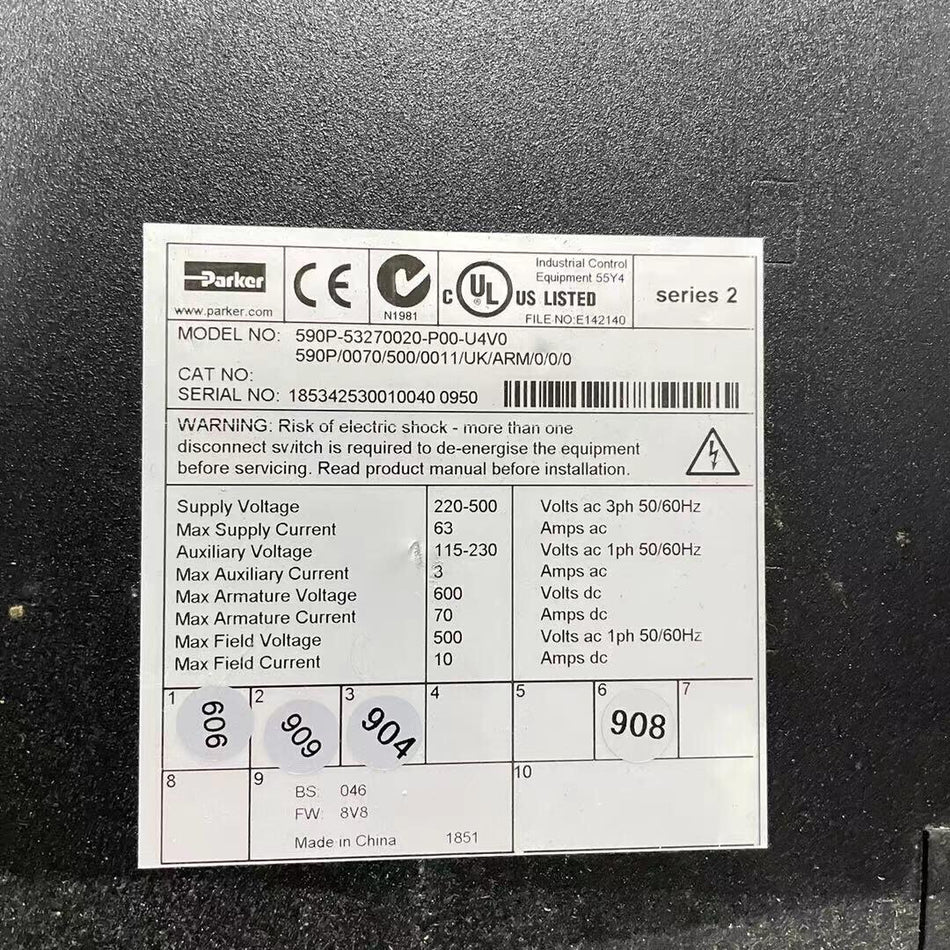 Parker
www.parker.com
CE
N1981
C UL US LISTED
Industrial Control
Equipment 55Y4
FILE NO:E142140
series 2
MODEL NO: 590P-53270020-P00-U4V0
590P/0070/500/0011/UK/ARM/0/0/0
CAT NO:
SERIAL NO: 185342530010040 0950
WARNING: Risk of electric shock - more than one
disconnect switch is required to de-energise the equipment
before servicing. Read product manual before installation.
Supply Voltage 220-500 Volts ac 3ph 50/60Hz
Max Supply Current 63 Amps ac
Auxiliary Voltage 115-230 Volts ac 1ph 50/60Hz
Max Auxiliary Current 3 Amps ac
Max Armature Voltage 600 Volts dc
Max Armature Current 70 Amps dc
Max Field Voltage 500 Volts ac 1ph 50/60Hz
Max Field Current 10 Amps dc
1 2 3 4 5 6 7
606 909 904 908
8 9 10
BS: 046
FW: 8V8
Made in China 1851